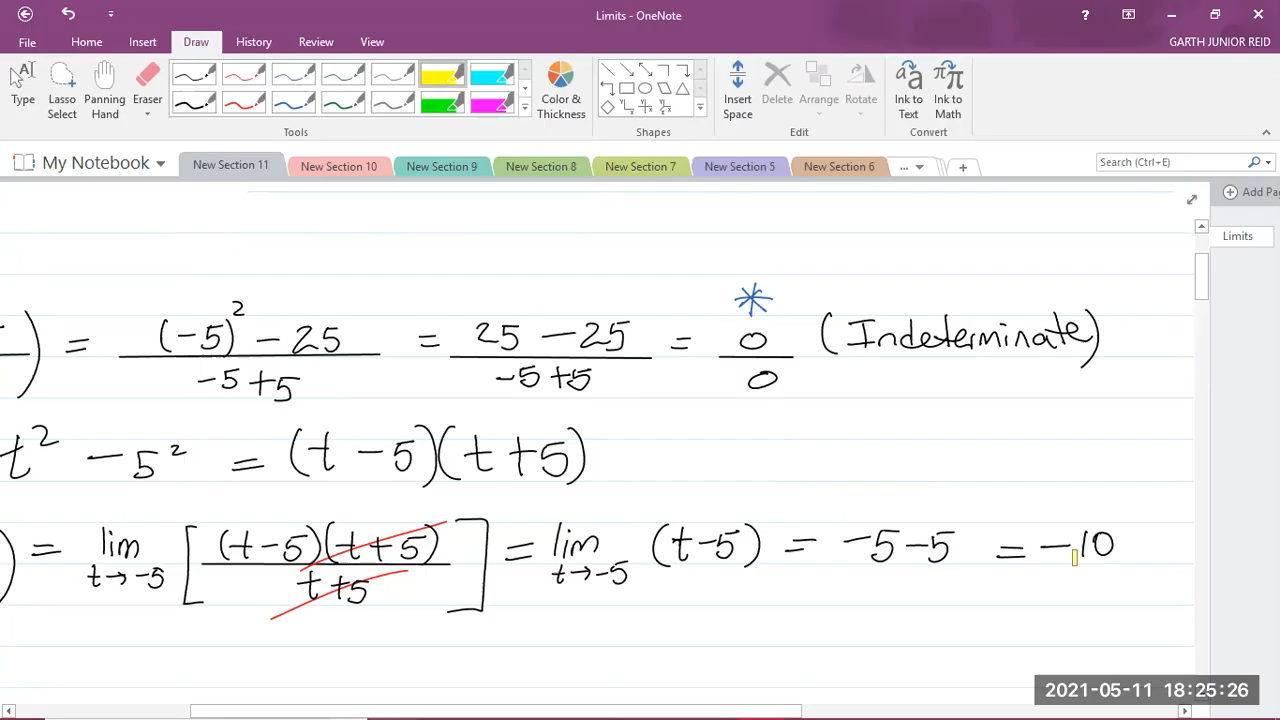 Limits - OneNote
?
GARTH JUNIOR REID
File Home Insert Draw History Review View
Type Lasso Select Panning Hand Eraser Color & Thickness Insert Space Delete Arrange Rotate Ink to Text Ink to Math
Tools Shapes Edit Convert
My Notebook New Section 11 New Section 10 New Section 9 New Section 8 New Section 7 New Section 5 New Section 6 ... + Search (Ctrl+E)
Add Pag
Limits
*
) = (-5)² - 25 / -5 + 5 = 25 - 25 / -5 + 5 = 0 / 0 (Indeterminate)
t² - 5² = (t - 5)(t + 5)
) = lim t→-5 [ (t-5)(t+5) / t+5 ] = lim t→-5 (t-5) = -5-5 = -10
2021-05-11 18:25:26